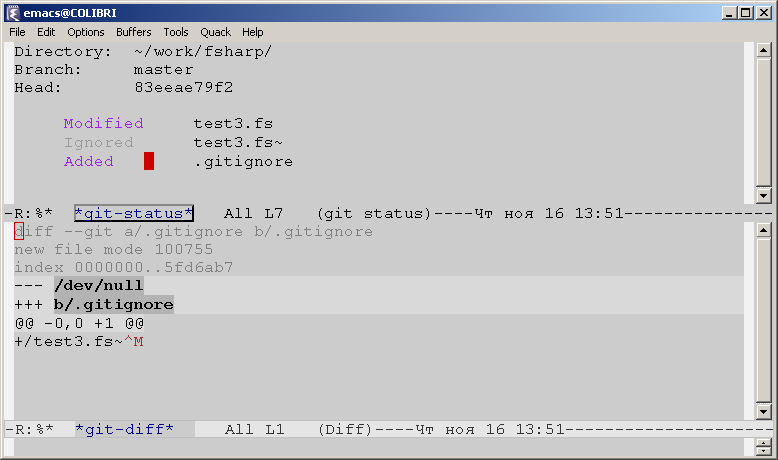 emacs@COLIBRI
File Edit Options Buffers Tools Quack Help
Directory: ~/work/fsharp/
Branch: master
Head: 83eeae79f2
Modified test3.fs
Ignored test3.fs~
Added .gitignore
-R:%* *git-status* All L7 (git status)----Чт ноя 16 13:51----------------
diff --git a/.gitignore b/.gitignore
new file mode 100755
index 0000000..5fd6ab7
--- /dev/null
+++ b/.gitignore
@@ -0,0 +1 @@
+/test3.fs~^M
-R:%* *git-diff* All L1 (Diff)----Чт ноя 16 13:51----------------------